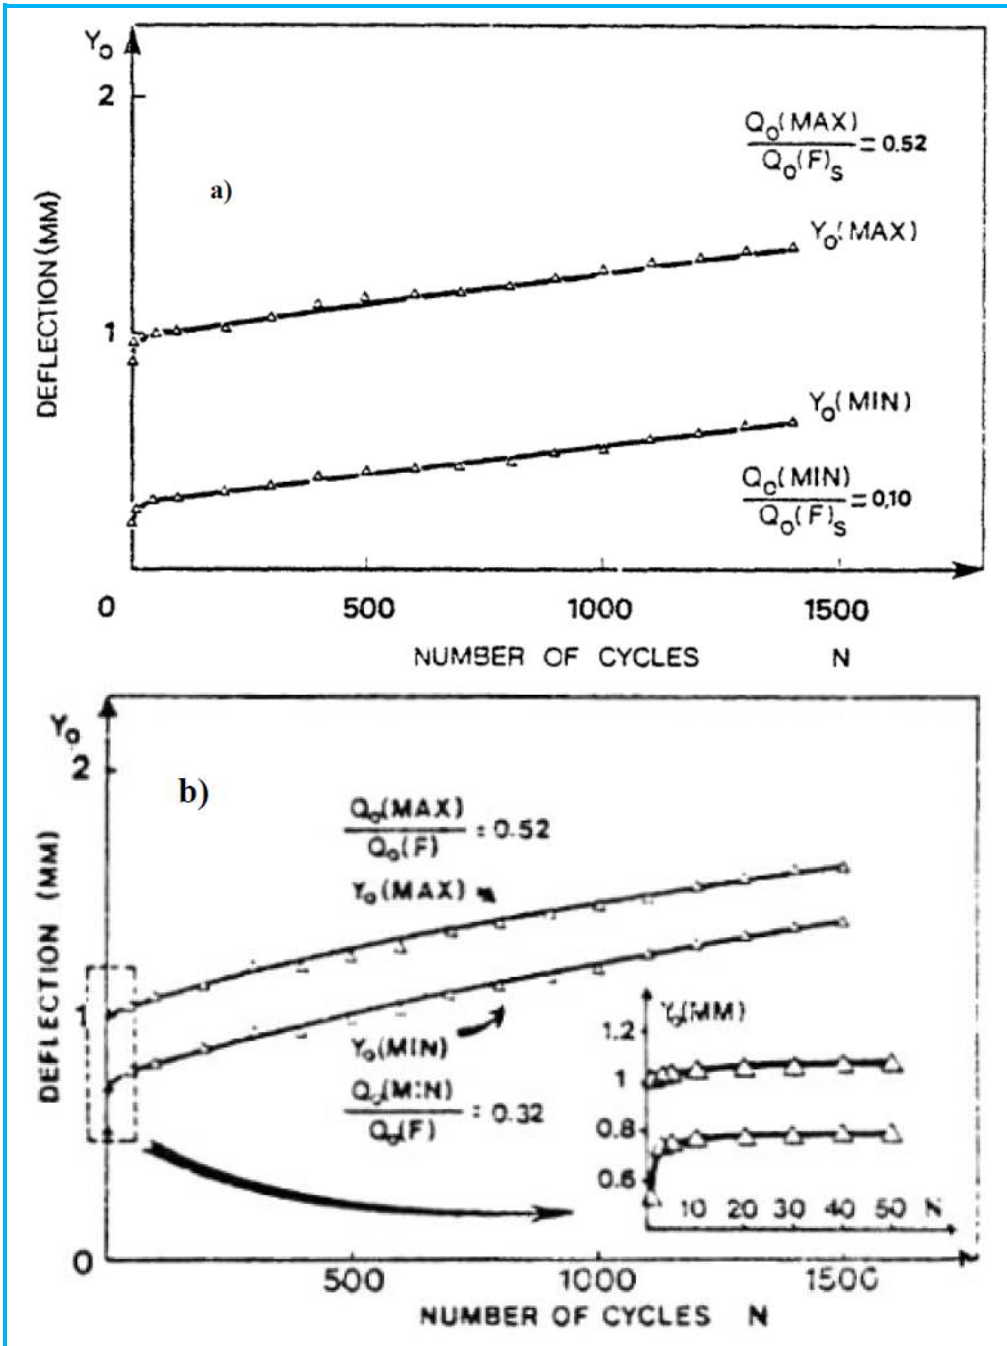 Y₀
2
Q₀(MAX)
Q₀(F)ₛ
= 0.52
a)
Y₀(MAX)
DEFLECTION (MM)
1
Y₀(MIN)
Q₀(MIN)
Q₀(F)ₛ
= 0.10
0 500 1000 1500
NUMBER OF CYCLES N
Y₀
2
b)
Q₀(MAX)
Q₀(F)
= 0.52
Y₀(MAX)
DEFLECTION (MM)
1
Y₀(MM)
1.2
1
0.8
0.6
10 20 30 40 50 N
Y₀(MIN)
Q₀(MIN)
Q₀(F)
= 0.32
0
500 1000 1500
NUMBER OF CYCLES N